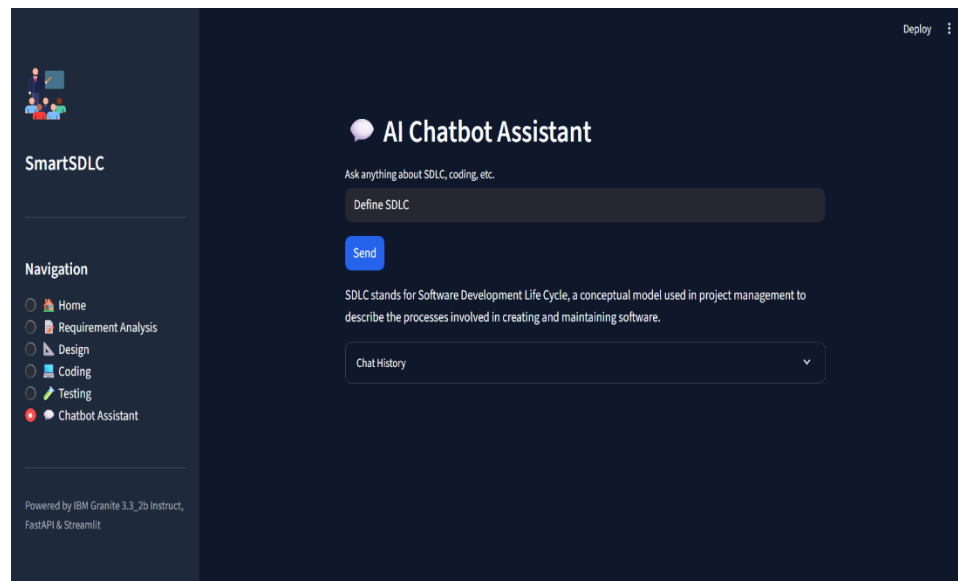 Deploy
SmartSDLC
Navigation
Home
Requirement Analysis
Design
Coding
Testing
Chatbot Assistant
Powered by IBM Granite 3.3_2b Instruct,
FastAPI & Streamlit
AI Chatbot Assistant
Ask anything about SDLC, coding, etc.
Define SDLC
Send
SDLC stands for Software Development Life Cycle, a conceptual model used in project management to
describe the processes involved in creating and maintaining software.
Chat History